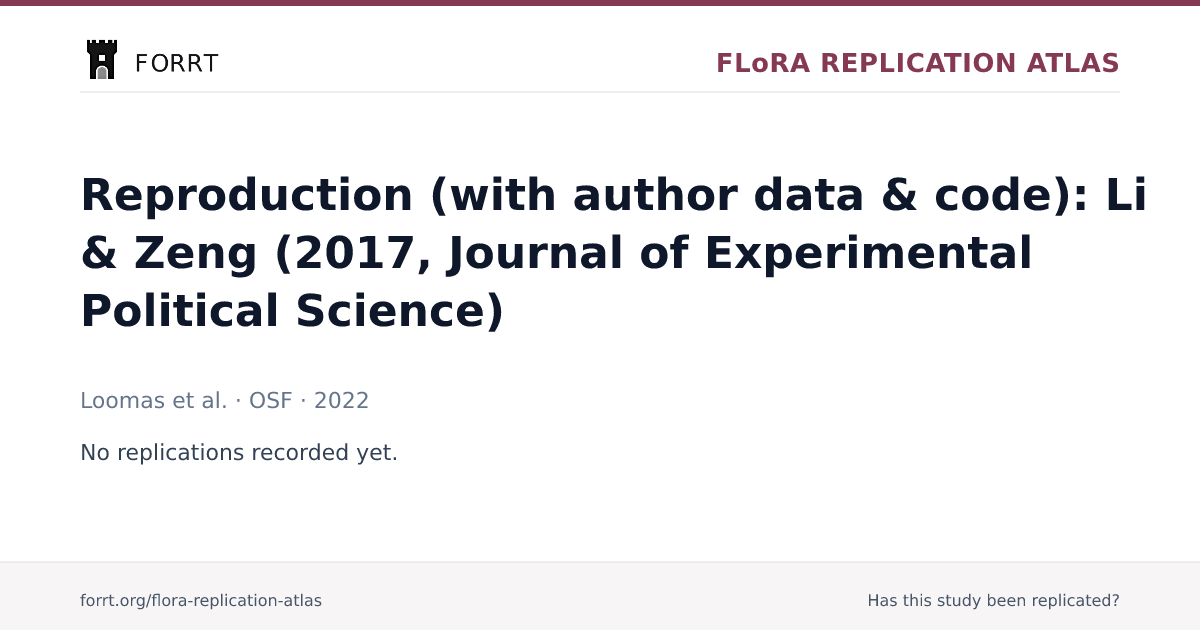 FORRT
FLoRA REPLICATION ATLAS
Reproduction (with author data & code): Li
& Zeng (2017, Journal of Experimental
Political Science)
Loomas et al. · OSF · 2022
No replications recorded yet.
forrt.org/flora-replication-atlas
Has this study been replicated?